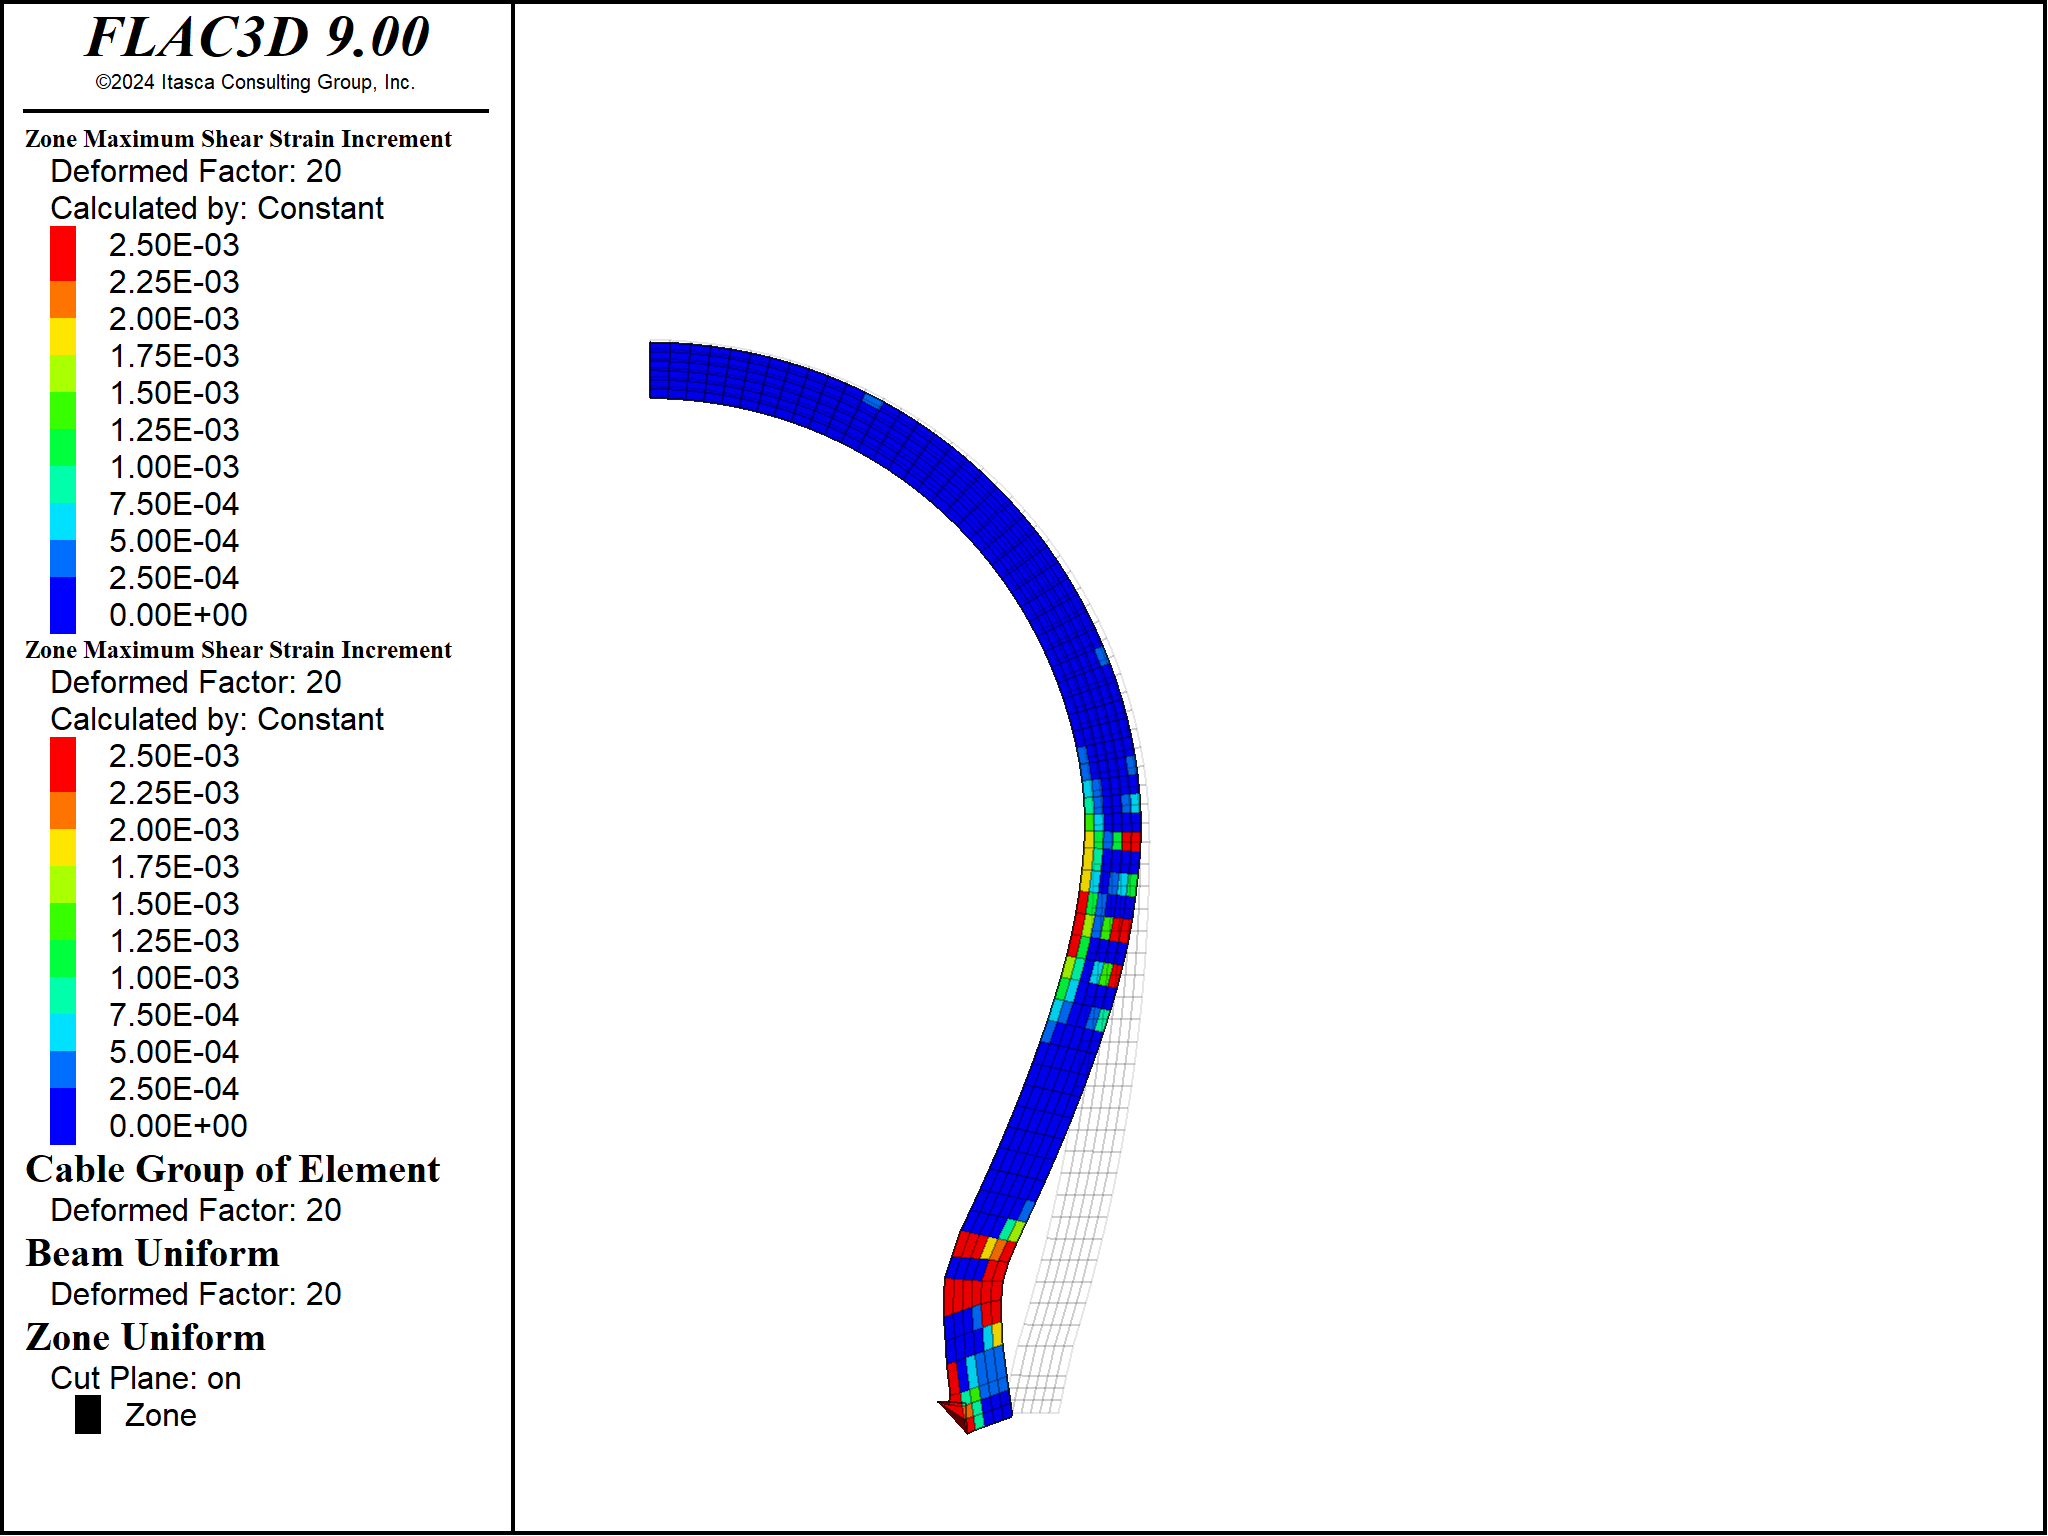 FLAC3D 9.00
©2024 Itasca Consulting Group, Inc.
Zone Maximum Shear Strain Increment
Deformed Factor: 20
Calculated by: Constant
2.50E-03
2.25E-03
2.00E-03
1.75E-03
1.50E-03
1.25E-03
1.00E-03
7.50E-04
5.00E-04
2.50E-04
0.00E+00
Zone Maximum Shear Strain Increment
Deformed Factor: 20
Calculated by: Constant
2.50E-03
2.25E-03
2.00E-03
1.75E-03
1.50E-03
1.25E-03
1.00E-03
7.50E-04
5.00E-04
2.50E-04
0.00E+00
Cable Group of Element
Deformed Factor: 20
Beam Uniform
Deformed Factor: 20
Zone Uniform
Cut Plane: on
Zone